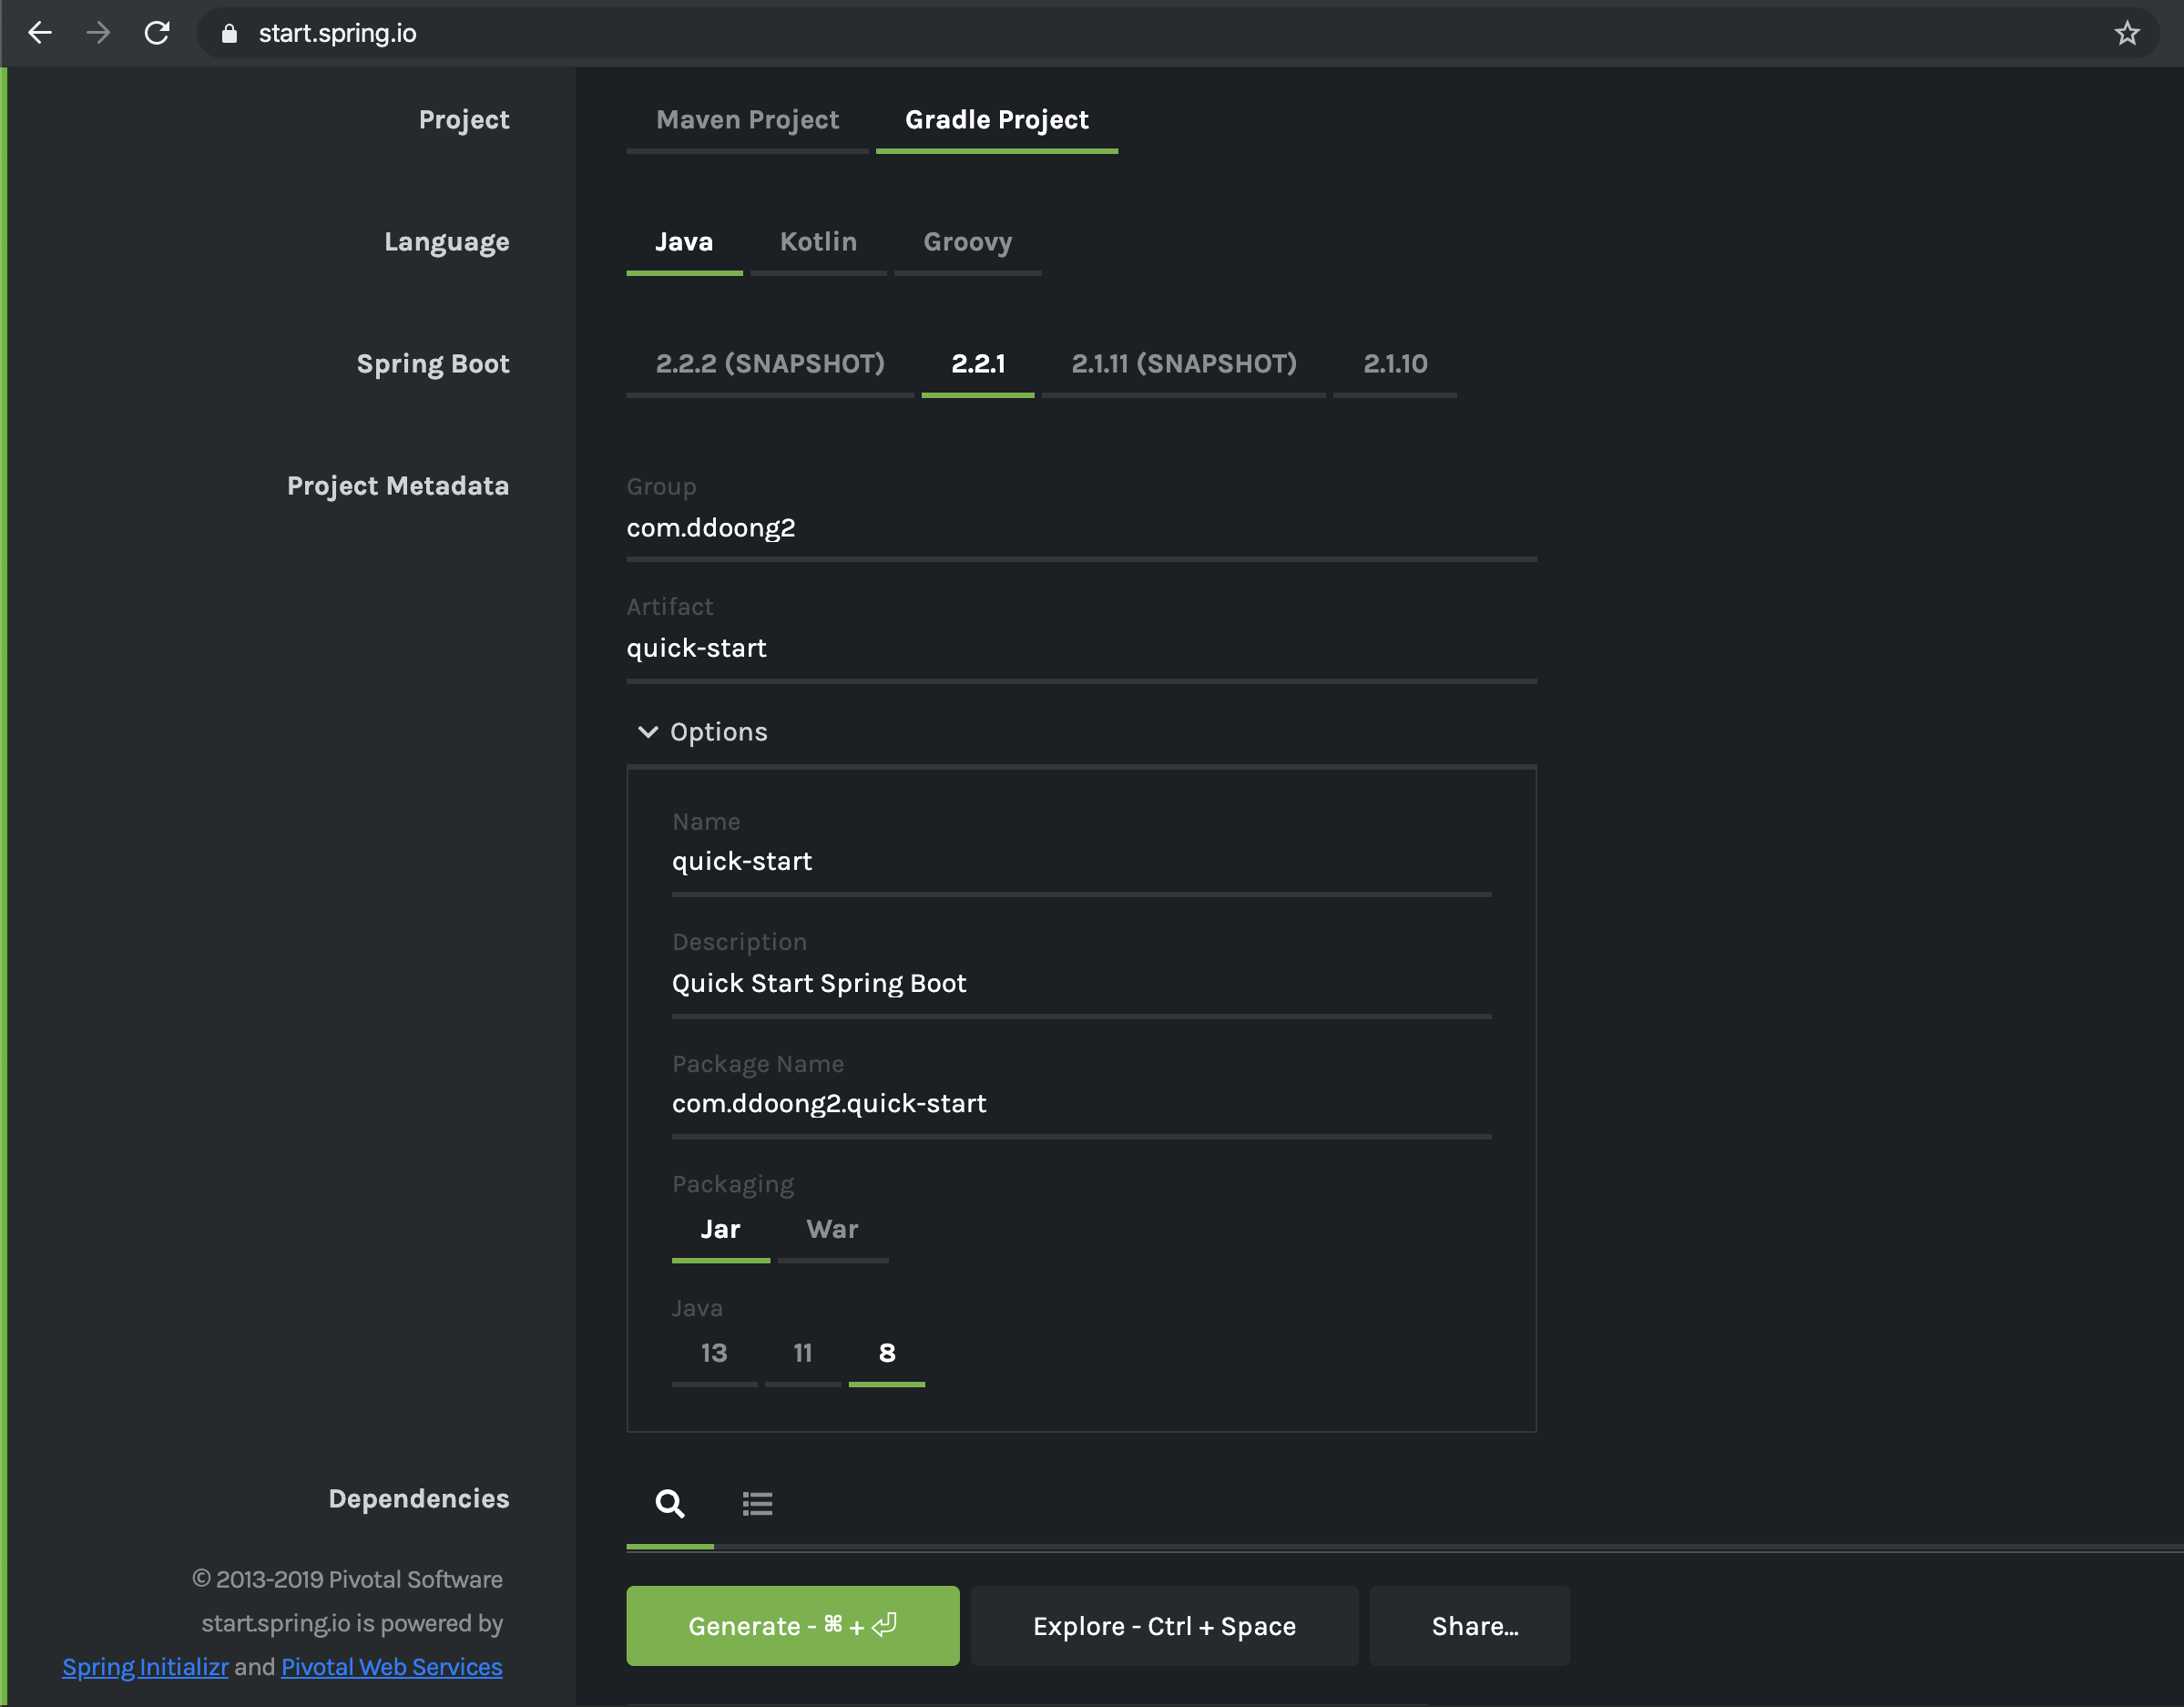 start.spring.io
Project
Maven Project Gradle Project
Language
Java Kotlin Groovy
Spring Boot
2.2.2 (SNAPSHOT) 2.2.1 2.1.11 (SNAPSHOT) 2.1.10
Project Metadata
Group
com.ddoong2
Artifact
quick-start
Options
Name
quick-start
Description
Quick Start Spring Boot
Package Name
com.ddoong2.quick-start
Packaging
Jar War
Java
13 11 8
Dependencies
© 2013-2019 Pivotal Software
start.spring.io is powered by
Spring Initializr and Pivotal Web Services
Generate - ⌘ + ⏎ Explore - Ctrl + Space Share...